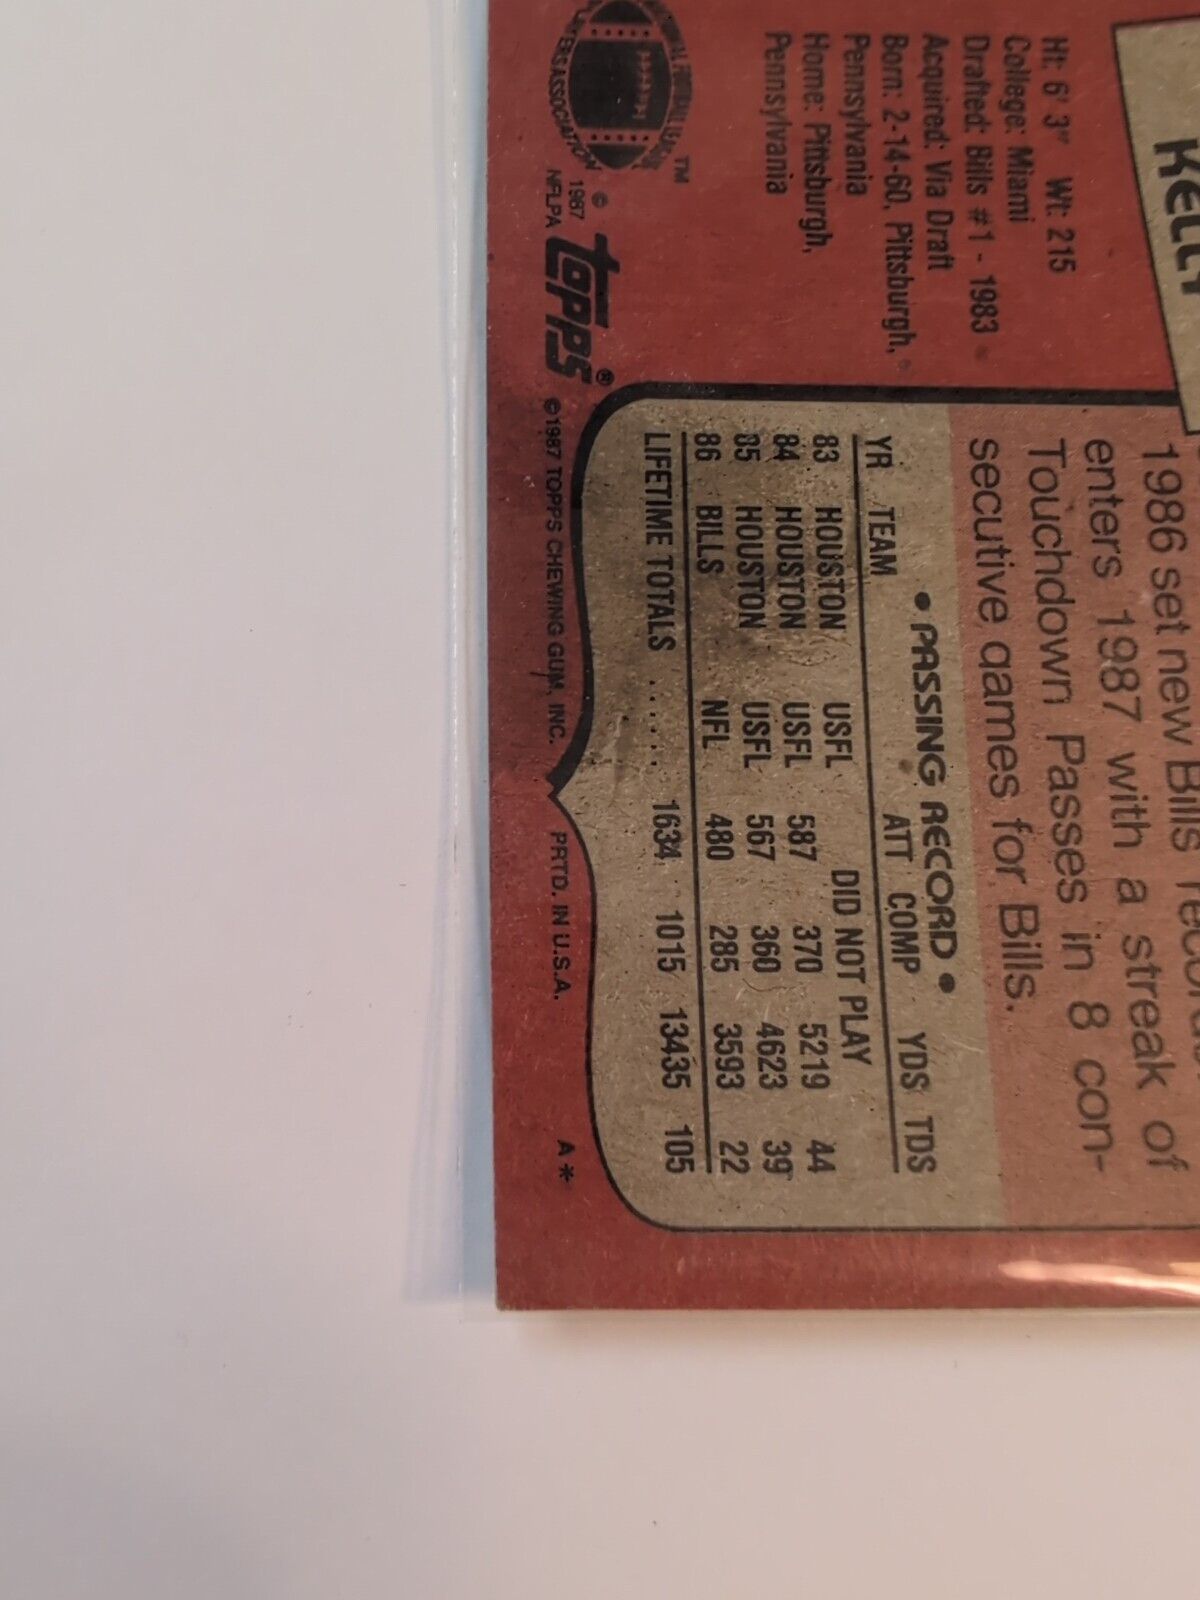 KELLY
Ht: 6' 3" Wt: 215
College: Miami
Drafted: Bills #1 - 1983
Acquired: Via Draft
Born: 2-14-60, Pittsburgh,
Pennsylvania
Home: Pittsburgh,
Pennsylvania
1986 set new Bills
enters 1987 with a streak of
Touchdown Passes in 8 con-
secutive games for Bills.
• PASSING RECORD •
YR TEAM ATT COMP YDS TDS
83 HOUSTON USFL DID NOT PLAY
84 HOUSTON USFL 587 370 5219 44
85 HOUSTON USFL 567 360 4623 39
86 BILLS NFL 480 285 3593 22
LIFETIME TOTALS ...... 1634 1015 13435 105
TM
© 1987 NFLPA
topps®
©1987 TOPPS CHEWING GUM, INC. PRTD. IN U.S.A. A*